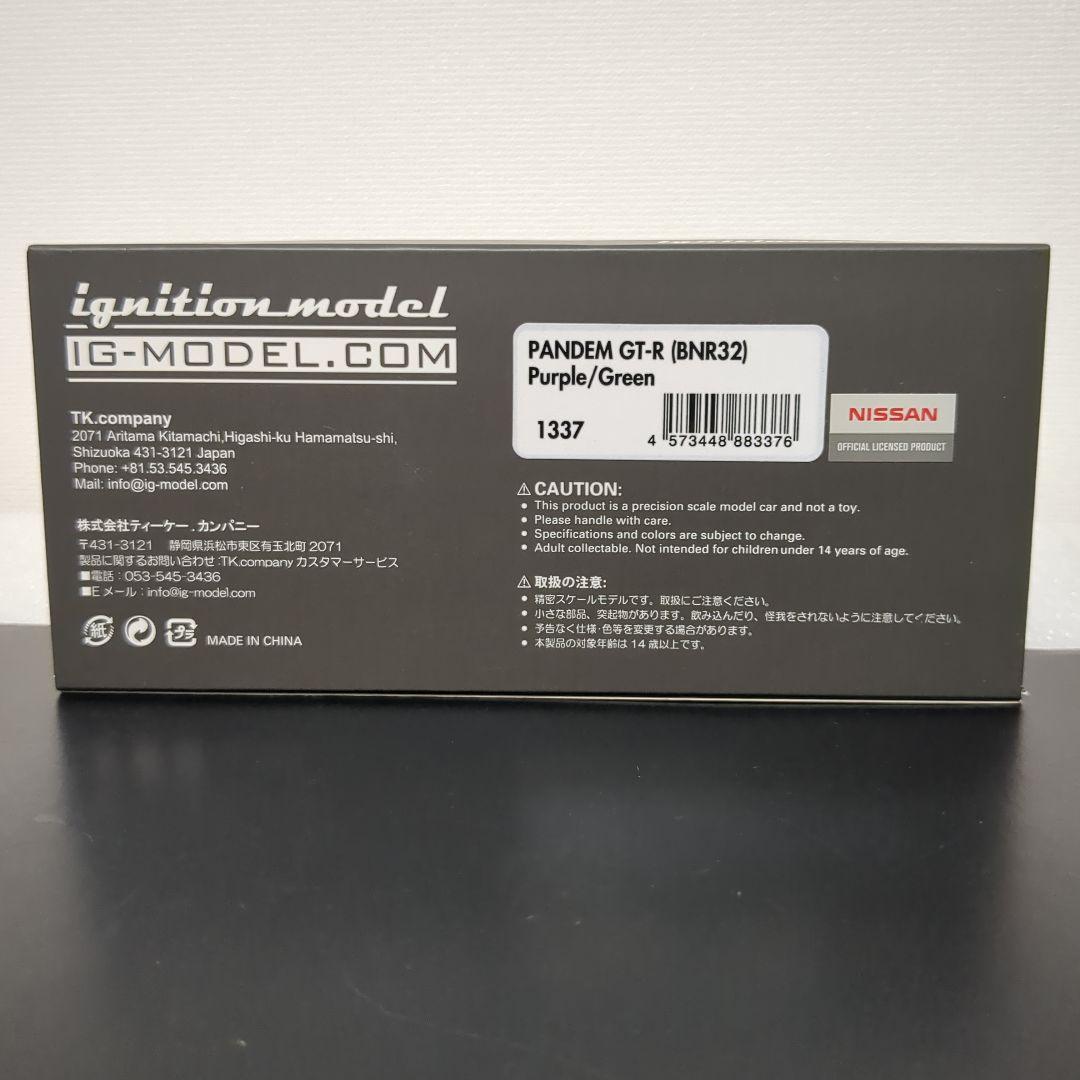 ignition model
IG-MODEL.COM
TK.company
2071 Aritama Kitamachi,Higashi-ku Hamamatsu-shi,
Shizuoka 431-3121 Japan
Phone: +81.53.545.3436
Mail: info@ig-model.com
株式会社ティーケー.カンパニー
〒431-3121 静岡県浜松市東区有玉北町2071
製品に関するお問い合わせ:TK.company カスタマーサービス
■電話:053-545-3436
■Eメール:info@ig-model.com
紙 プラ MADE IN CHINA
PANDEM GT-R (BNR32)
Purple/Green
1337
4 573448 883376
NISSAN
OFFICIAL LICENSED PRODUCT
⚠ CAUTION:
• This product is a precision scale model car and not a toy.
• Please handle with care.
• Specifications and colors are subject to change.
• Adult collectable. Not intended for children under 14 years of age.
⚠ 取扱の注意:
• 精密スケールモデルです。取扱にご注意ください。
• 小さな部品、突起物があります。飲み込んだり、怪我をされないように注意してください。
• 予告なく仕様・色等を変更する場合があります。
• 本製品の対象年齢は14歳以上です。